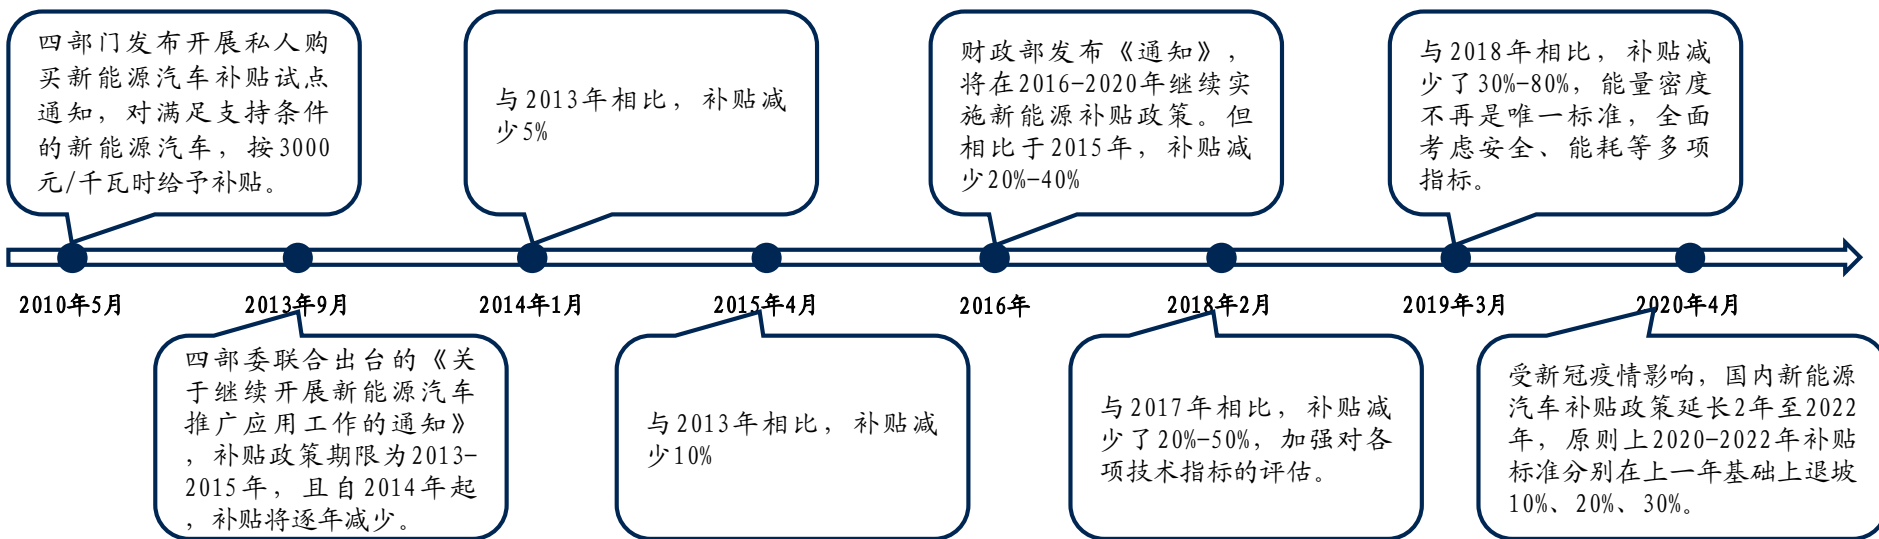 四部门发布开展私人购
买新能源汽车补贴试点
通知，对满足支持条件
的新能源汽车，按3000
元/千瓦时给予补贴。
与2013年相比，补贴减
少5%
财政部发布《通知》，
将在2016-2020年继续实
施新能源补贴政策。但
相比于2015年，补贴减
少20%-40%
与2018年相比，补贴减
少了30%-80%，能量密度
不再是唯一标准，全面
考虑安全、能耗等多项
指标。
2010年5月
2013年9月
2014年1月
2015年4月
2016年
2018年2月
2019年3月
2020年4月
四部委联合出台的《关
于继续开展新能源汽车
推广应用工作的通知》
，补贴政策期限为2013-
2015年，且自2014年起
，补贴将逐年减少。
与2013年相比，补贴减
少10%
与2017年相比，补贴减
少了20%-50%，加强对各
项技术指标的评估。
受新冠疫情影响，国内新能源
汽车补贴政策延长2年至2022
年，原则上2020-2022年补贴
标准分别在上一年基础上退坡
10%、20%、30%。